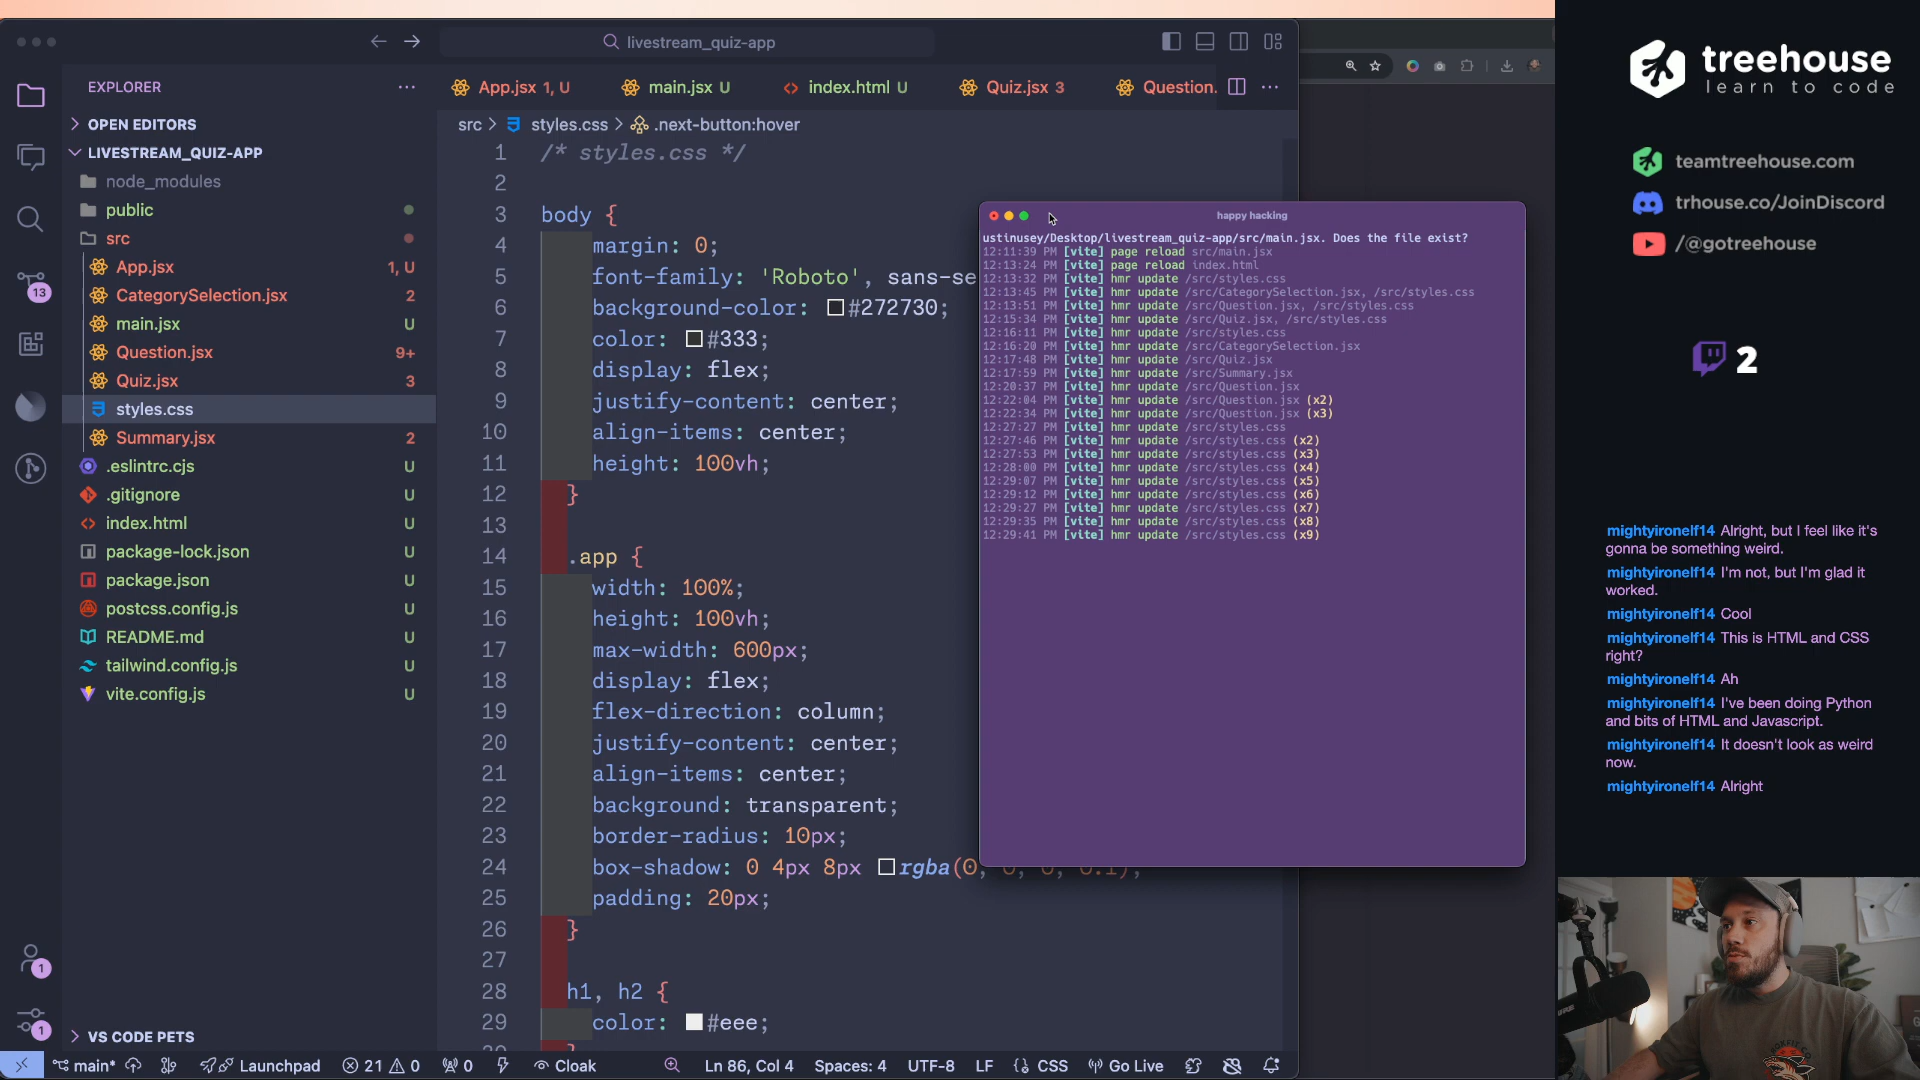 livestream_quiz-app
EXPLORER
App.jsx 1, U
main.jsx U
index.html U
Quiz.jsx 3
Question.
OPEN EDITORS
LIVESTREAM_QUIZ-APP
node_modules
public
src
App.jsx 1, U
CategorySelection.jsx 2
main.jsx U
Question.jsx 9+
Quiz.jsx 3
styles.css
Summary.jsx 2
.eslintrc.cjs U
.gitignore U
index.html U
package-lock.json U
package.json U
postcss.config.js U
README.md U
tailwind.config.js U
vite.config.js U
VS CODE PETS
13
1
1
src > styles.css > .next-button:hover
1 /* styles.css */
2
3 body {
4 margin: 0;
5 font-family: 'Roboto', sans-se
6 background-color: #272730;
7 color: #333;
8 display: flex;
9 justify-content: center;
10 align-items: center;
11 height: 100vh;
12 }
13
14 .app {
15 width: 100%;
16 height: 100vh;
17 max-width: 600px;
18 display: flex;
19 flex-direction: column;
20 justify-content: center;
21 align-items: center;
22 background: transparent;
23 border-radius: 10px;
24 box-shadow: 0 4px 8px rgba(0, 0, 0, 0.1);
25 padding: 20px;
26 }
27
28 h1, h2 {
29 color: #eee;
happy hacking
ustinusey/Desktop/livestream_quiz-app/src/main.jsx. Does the file exist?
12:11:39 PM [vite] page reload src/main.jsx
12:13:24 PM [vite] page reload index.html
12:13:32 PM [vite] hmr update /src/styles.css
12:13:45 PM [vite] hmr update /src/CategorySelection.jsx, /src/styles.css
12:13:51 PM [vite] hmr update /src/Question.jsx, /src/styles.css
12:15:34 PM [vite] hmr update /src/Quiz.jsx, /src/styles.css
12:16:11 PM [vite] hmr update /src/styles.css
12:16:20 PM [vite] hmr update /src/CategorySelection.jsx
12:17:48 PM [vite] hmr update /src/Quiz.jsx
12:17:59 PM [vite] hmr update /src/Summary.jsx
12:20:37 PM [vite] hmr update /src/Question.jsx
12:22:04 PM [vite] hmr update /src/Question.jsx (x2)
12:22:34 PM [vite] hmr update /src/Question.jsx (x3)
12:27:27 PM [vite] hmr update /src/styles.css
12:27:46 PM [vite] hmr update /src/styles.css (x2)
12:27:53 PM [vite] hmr update /src/styles.css (x3)
12:28:00 PM [vite] hmr update /src/styles.css (x4)
12:29:07 PM [vite] hmr update /src/styles.css (x5)
12:29:12 PM [vite] hmr update /src/styles.css (x6)
12:29:27 PM [vite] hmr update /src/styles.css (x7)
12:29:35 PM [vite] hmr update /src/styles.css (x8)
12:29:41 PM [vite] hmr update /src/styles.css (x9)
main*
Launchpad
21 0
0
Cloak
Ln 86, Col 4
Spaces: 4
UTF-8
LF
{} CSS
Go Live
treehouse
learn to code
teamtreehouse.com
trhouse.co/JoinDiscord
/@gotreehouse
2
mightyironelf14 Alright, but I feel like it's
gonna be something weird.
mightyironelf14 I'm not, but I'm glad it
worked.
mightyironelf14 Cool
mightyironelf14 This is HTML and CSS
right?
mightyironelf14 Ah
mightyironelf14 I've been doing Python
and bits of HTML and Javascript.
mightyironelf14 It doesn't look as weird
now.
mightyironelf14 Alright